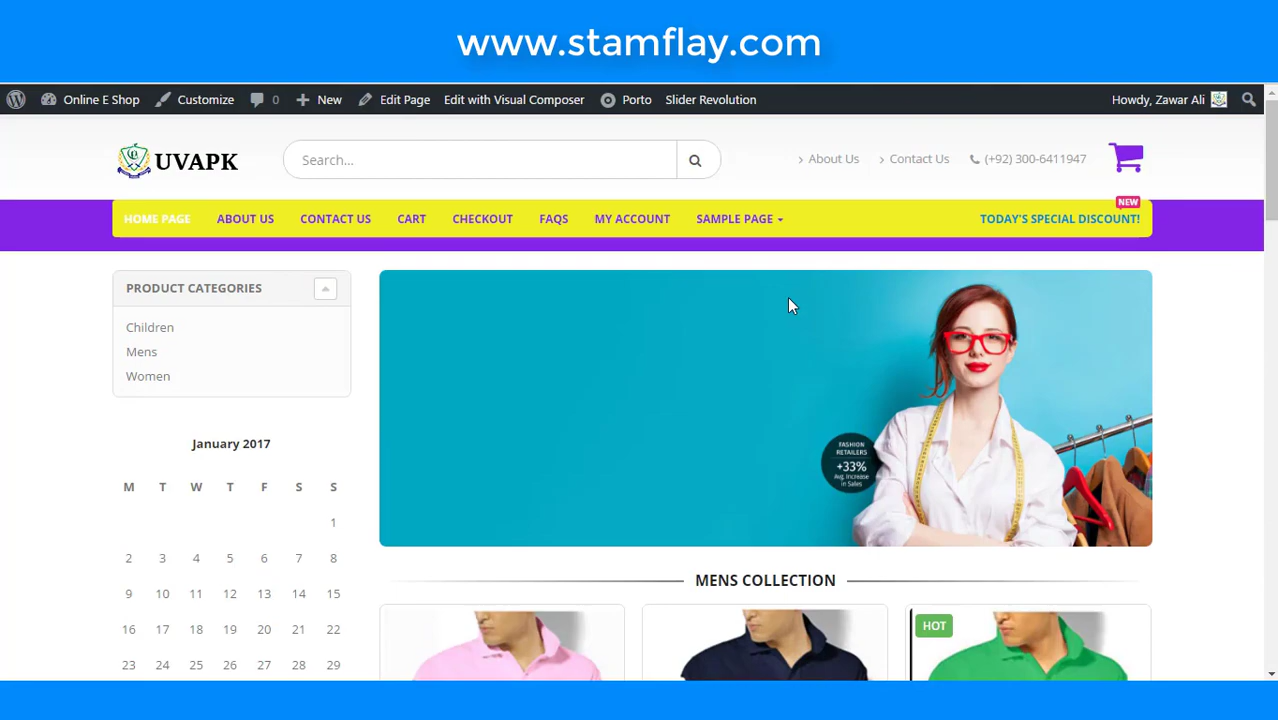 www.stamflay.com
Online E Shop Customize 0 New Edit Page Edit with Visual Composer Porto Slider Revolution Howdy, Zawar Ali
UVAPK Search... About Us Contact Us (+92) 300-6411947
NEW
HOME PAGE ABOUT US CONTACT US CART CHECKOUT FAQS MY ACCOUNT SAMPLE PAGE TODAY'S SPECIAL DISCOUNT!
PRODUCT CATEGORIES
Children
Mens
Women
January 2017
M T W T F S S
1
2 3 4 5 6 7 8
9 10 11 12 13 14 15
16 17 18 19 20 21 22
23 24 25 26 27 28 29
FASHION
RETAILERS
+33%
Avg. Increase
in Sales
MENS COLLECTION
HOT